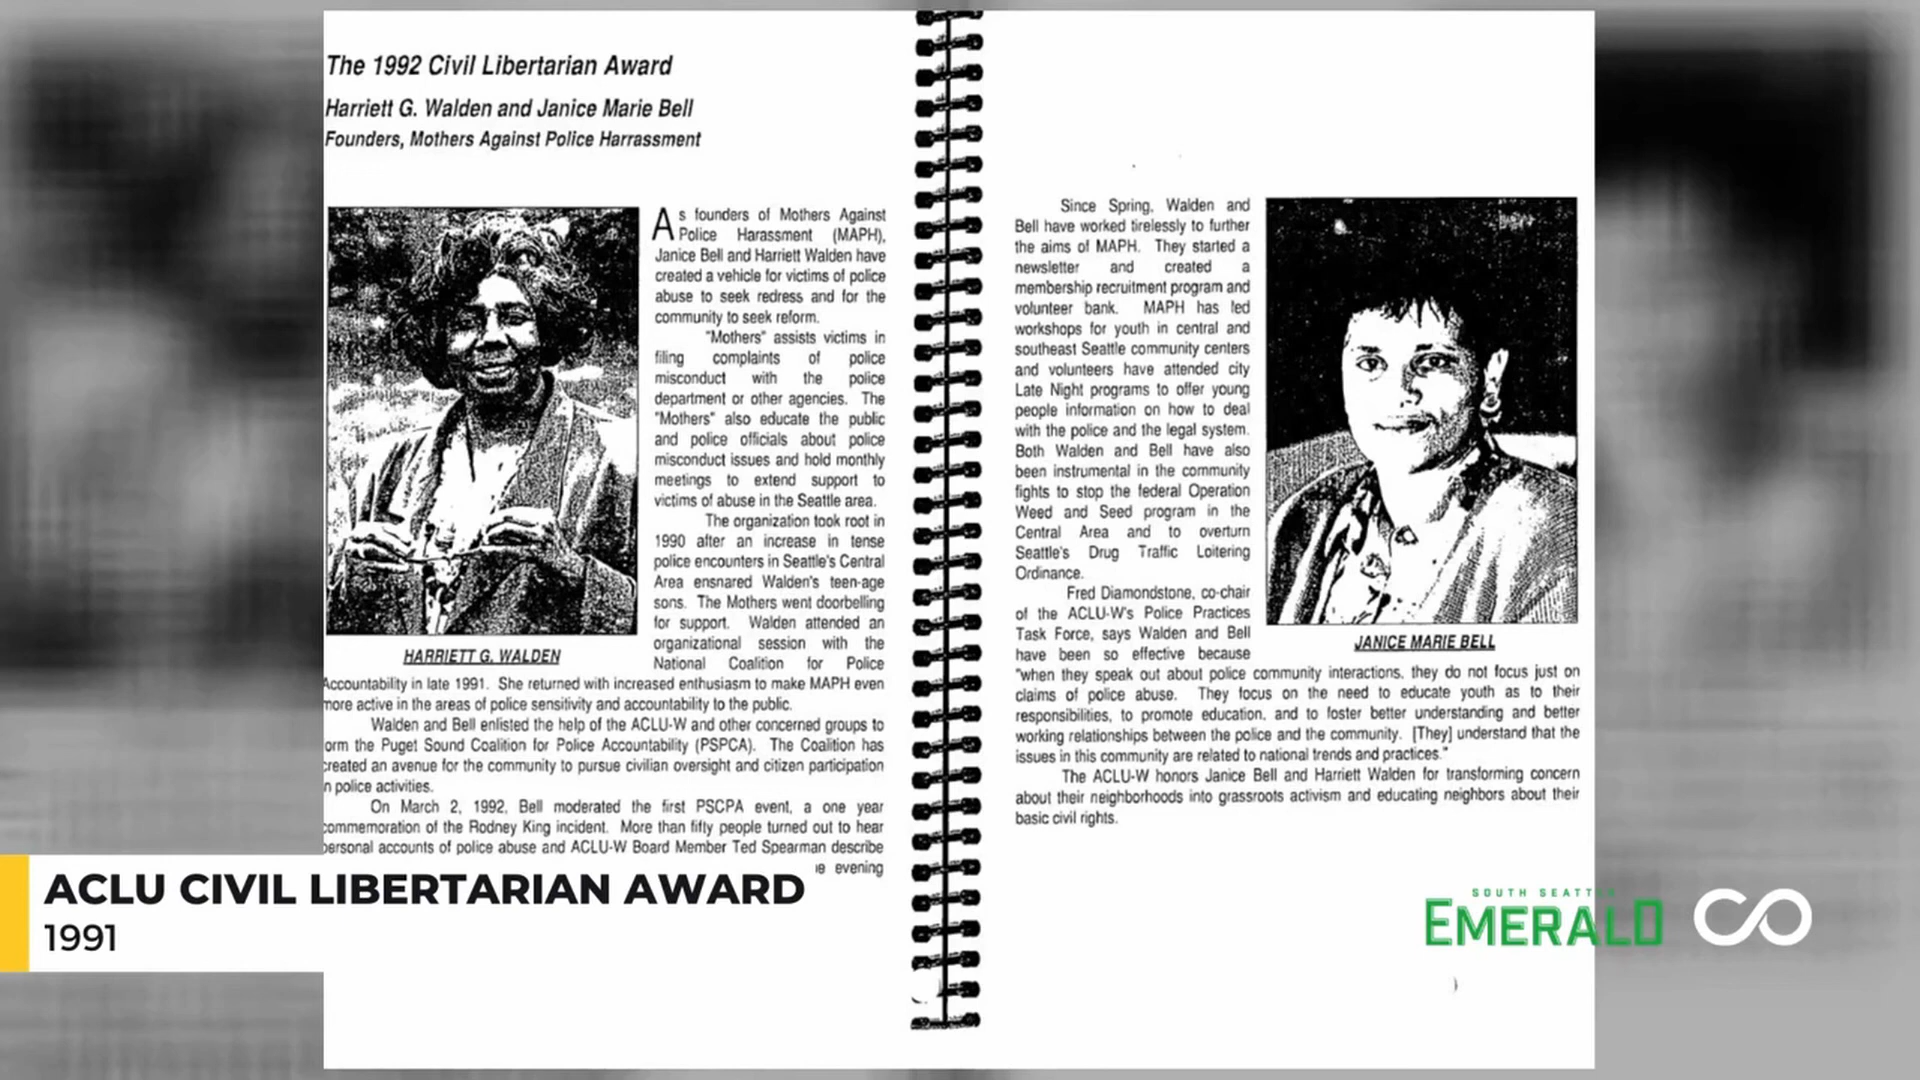 The 1992 Civil Libertarian Award
Harriett G. Walden and Janice Marie Bell
Founders, Mothers Against Police Harrassment
As founders of Mothers Against
Police Harassment (MAPH),
Janice Bell and Harriett Walden have
created a vehicle for victims of police
abuse to seek redress and for the
community to seek reform.
"Mothers" assists victims in
filing complaints of police
misconduct with the police
department or other agencies. The
"Mothers" also educate the public
and police officials about police
misconduct issues and hold monthly
meetings to extend support to
victims of abuse in the Seattle area.
The organization took root in
1990 after an increase in tense
police encounters in Seattle's Central
Area ensnared Walden's teen-age
sons. The Mothers went doorbelling
for support. Walden attended an
organizational session with the
National Coalition for Police
HARRIETT G. WALDEN
Accountability in late 1991. She returned with increased enthusiasm to make MAPH even
more active in the areas of police sensitivity and accountability to the public.
Walden and Bell enlisted the help of the ACLU-W and other concerned groups to
orm the Puget Sound Coalition for Police Accountability (PSPCA). The Coalition has
created an avenue for the community to pursue civilian oversight and citizen participation
n police activities.
On March 2, 1992, Bell moderated the first PSCPA event, a one year
commemoration of the Rodney King incident. More than fifty people turned out to hear
personal accounts of police abuse and ACLU-W Board Member Ted Spearman describe
evening
Since Spring, Walden and
Bell have worked tirelessly to further
the aims of MAPH. They started a
newsletter and created a
membership recruitment program and
volunteer bank. MAPH has led
workshops for youth in central and
southeast Seattle community centers
and volunteers have attended city
Late Night programs to offer young
people information on how to deal
with the police and the legal system.
Both Walden and Bell have also
been instrumental in the community
fights to stop the federal Operation
Weed and Seed program in the
Central Area and to overturn
Seattle's Drug Traffic Loitering
Ordinance.
Fred Diamondstone, co-chair
of the ACLU-W's Police Practices
Task Force, says Walden and Bell
have been so effective because
JANICE MARIE BELL
"when they speak out about police community interactions, they do not focus just on
claims of police abuse. They focus on the need to educate youth as to their
responsibilities, to promote education, and to foster better understanding and better
working relationships between the police and the community. [They] understand that the
issues in this community are related to national trends and practices."
The ACLU-W honors Janice Bell and Harriett Walden for transforming concern
about their neighborhoods into grassroots activism and educating neighbors about their
basic civil rights.
ACLU CIVIL LIBERTARIAN AWARD
1991
SOUTH SEATTLE
EMERALD